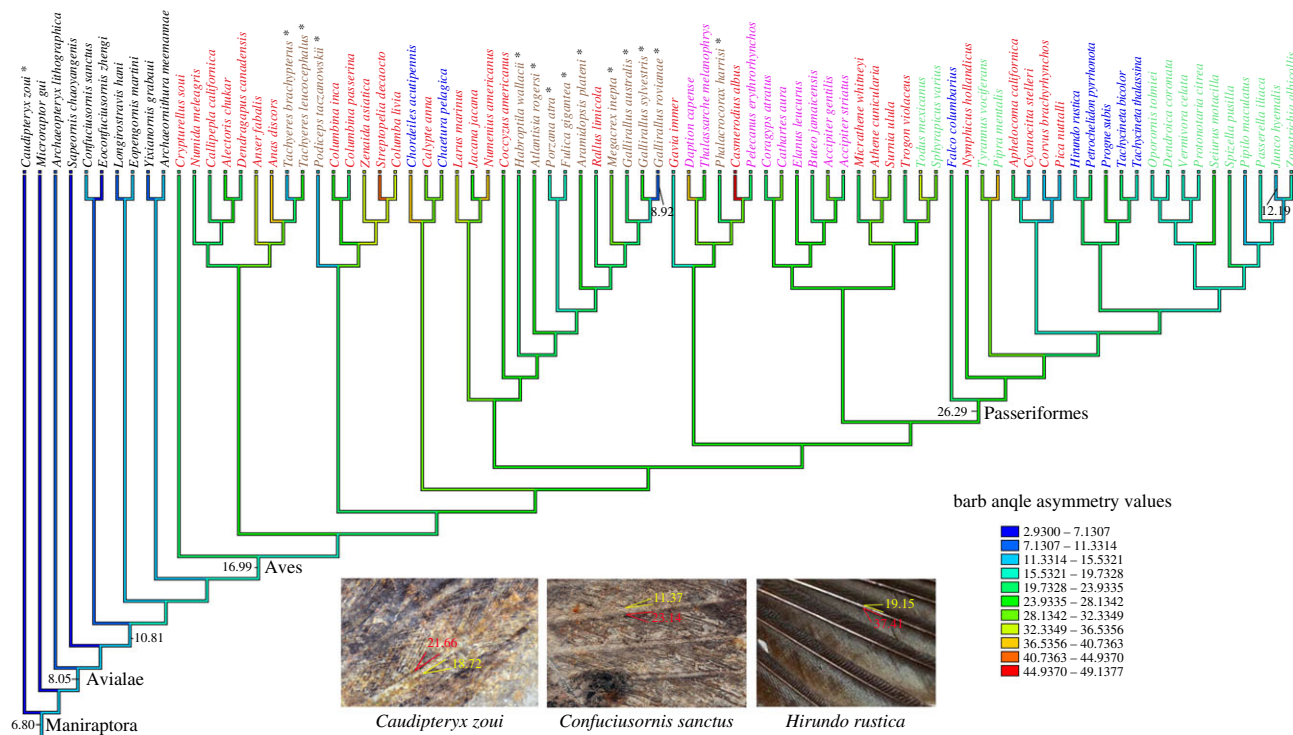 Caudipteryx zoui *
Microraptor gui
Archaeopteryx lithographica
Sapeornis chaoyangenis
Confuciusornis sanctus
Eoconfuciusornis zhengi
Longirostravis hani
Eopengornis martini
Yixianornis grabaui
Archaeornithura meemannae
Crypturellus soui
Numida meleagris
Callipepla californica
Alectoris chukar
Dendragapus canadensis
Anser fabalis
Anas discors
Tachyeres brachypterus *
Tachyeres leucocephalus *
Podiceps taczanowskii *
Columbina inca
Columbina passerina
Zenaida asiatica
Streptopelia decaocto
Columba livia
Chordeiles acutipennis
Calypte anna
Chaetura pelagica
Larus marinus
Jacana jacana
Numenius americanus
Coccyzus americanus
Habroptila wallacii *
Atlantisia rogersi *
Porzana atra *
Fulica gigantea *
Aramidopsis plateni *
Rallus limicola
Megacrex inepta *
Gallirallus australis *
Gallirallus sylvestris *
Gallirallus rovianae *
Gavia immer
Daption capense
Thalassarche melanophrys
Phalacrocorax harrisi *
Casmerodius albus
Pelecanus erythrorhynchos
Coragyps atratus
Cathartes aura
Elanus leucurus
Buteo jamaicensis
Accipiter gentilis
Accipiter striatus
Micrathene whitneyi
Athene cunicularia
Surnia ulula
Trogon violaceus
Todus mexicanus
Sphyrapicus varius
Falco columbarius
Nymphicus hollandicus
Tyrannus vociferans
Pipra mentalis
Aphelocoma californica
Cyanocitta stelleri
Corvus brachyrhynchos
Pica nuttalli
Hirundo rustica
Petrochelidon pyrrhonota
Progne subis
Tachycineta bicolor
Tachycineta thalassina
Oporornis tolmiei
Dendroica coronata
Vermivora celata
Protonotaria citrea
Seiurus motacilla
Spizella pusilla
Pipilo maculatus
Passerella iliaca
Junco hyemalis
Zonotrichia albicollis
8.92
12.19
26.29
Passeriformes
barb angle asymmetry values
2.9300 – 7.1307
7.1307 – 11.3314
11.3314 – 15.5321
15.5321 – 19.7328
19.7328 – 23.9335
23.9335 – 28.1342
28.1342 – 32.3349
32.3349 – 36.5356
36.5356 – 40.7363
40.7363 – 44.9370
44.9370 – 49.1377
16.99
Aves
10.81
8.05
Avialae
6.80
Maniraptora
21.66
18.72
11.37
19.15
Caudipteryx zoui
Confuciusornis sanctus
Hirundo rustica